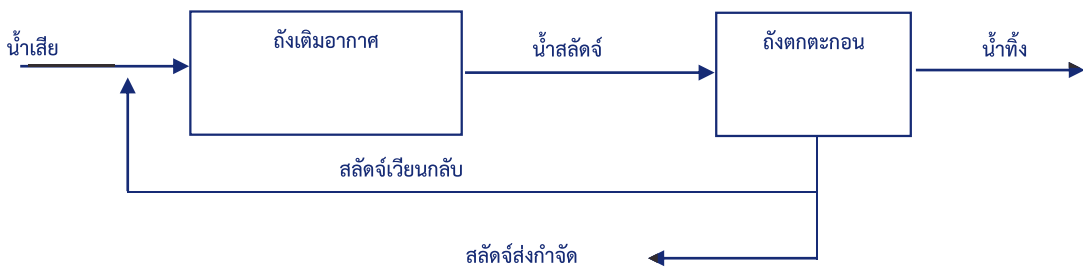 น้ำเสีย
ถังเติมอากาศ
น้ำสลัดจ์
ถังตกตะกอน
น้ำทิ้ง
สลัดจ์เวียนกลับ
สลัดจ์ส่งกำจัด